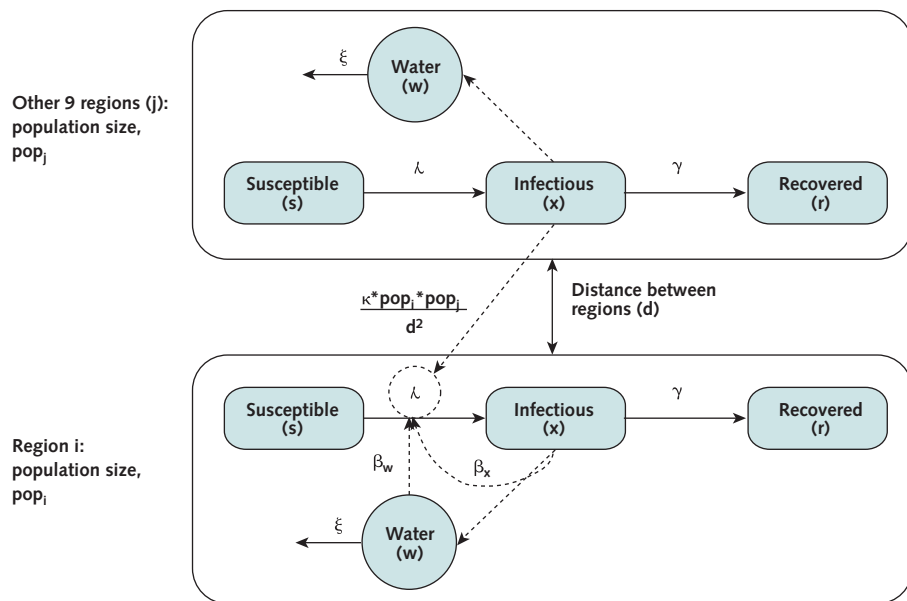 ξ
Water
(w)
Other 9 regions (j):
population size,
popj
Susceptible
(s)
λ
Infectious
(x)
γ
Recovered
(r)
κ*popi*popj
d2
Distance between
regions (d)
λ
Susceptible
(s)
Infectious
(x)
γ
Recovered
(r)
Region i:
population size,
popi
βw
βx
ξ
Water
(w)